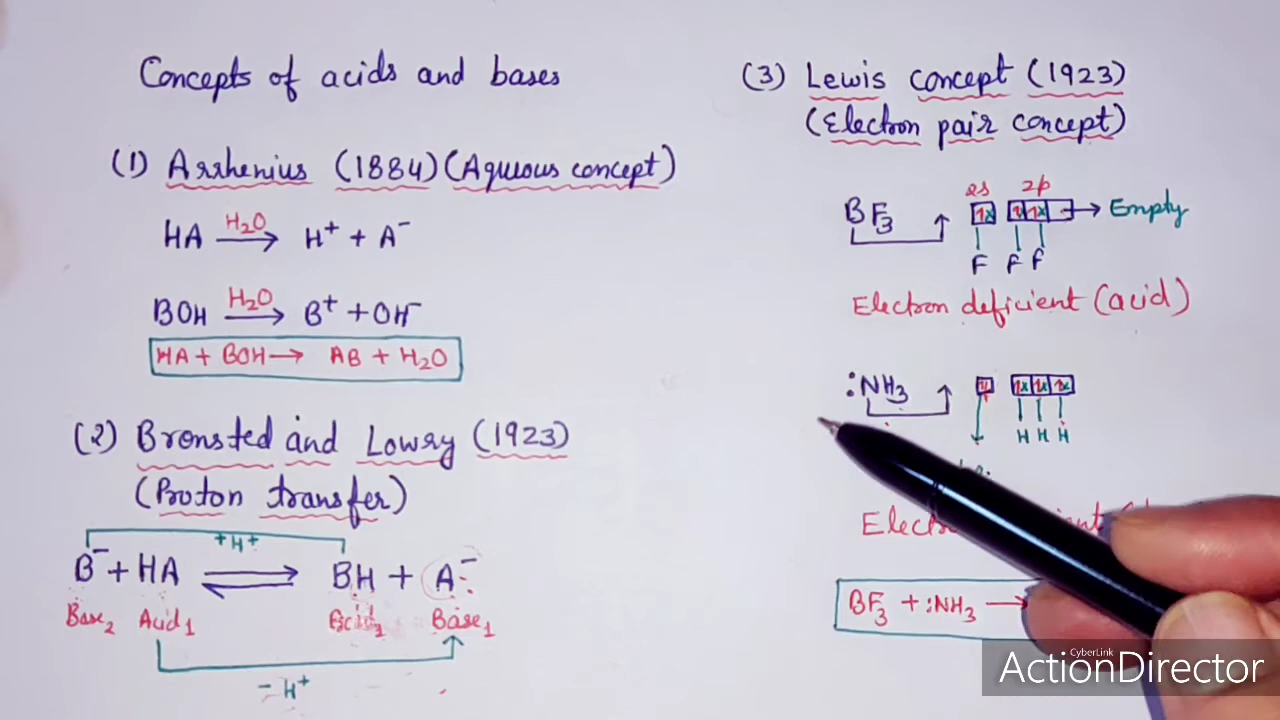 Concepts of acids and bases
(1) Arrhenius (1884) (Aqueous concept)
HA —H₂O→ H⁺ + A⁻
BOH —H₂O→ B⁺ + OH⁻
HA + BOH → AB + H₂O
(2) Bronsted and Lowry (1923)
(Proton transfer)
+H⁺
B⁻ + HA ⇌ BH + A:⁻
Base₂ Acid₁ Acid₂ Base₁
-H⁺
(3) Lewis concept (1923)
(Electron pair concept)
2s 2p
BF₃ → Empty
F F F
Electron deficient (acid)
:NH₃
H H H
BF₃ + :NH₃ →
CyberLink
ActionDirector